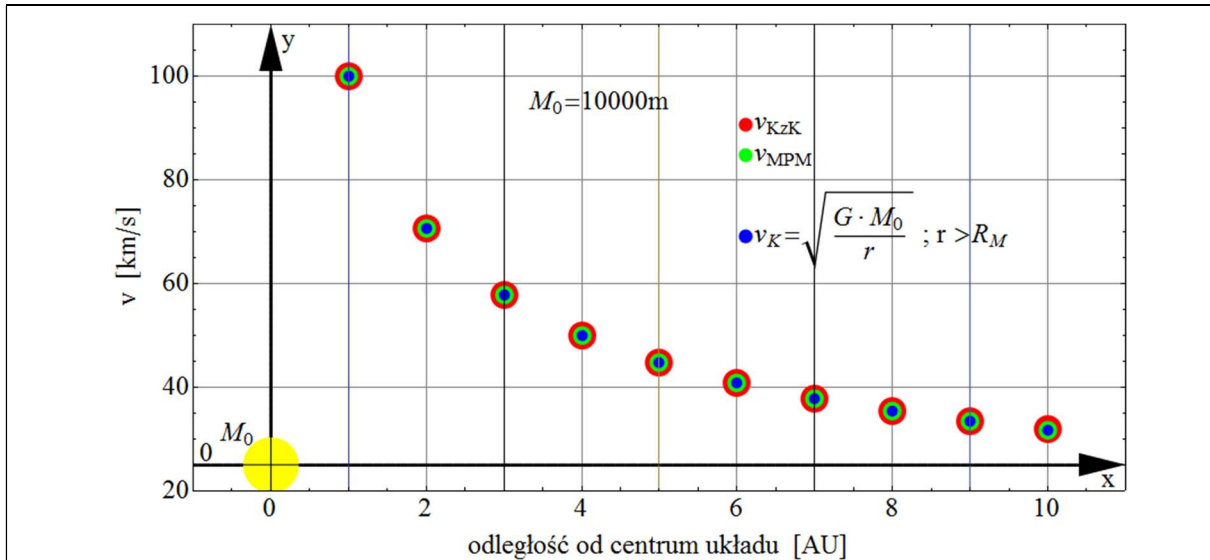 y
100
80
60
40
20
v [km/s]
M₀=10000m
v_KzK
v_MPM
v_K=√(G·M₀/r) ; r >R_M
0
M₀
x
0 2 4 6 8 10
odległość od centrum układu [AU]